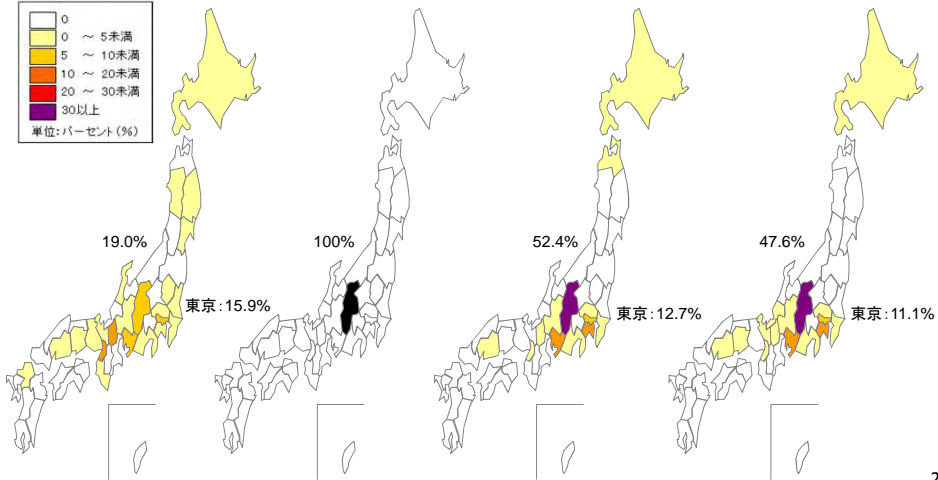 0
0 ～ 5未満
5 ～ 10未満
10 ～ 20未満
20 ～ 30未満
30以上
単位:パーセント(%)
19.0%
100%
52.4%
47.6%
東京:15.9%
東京:12.7%
東京:11.1%
2